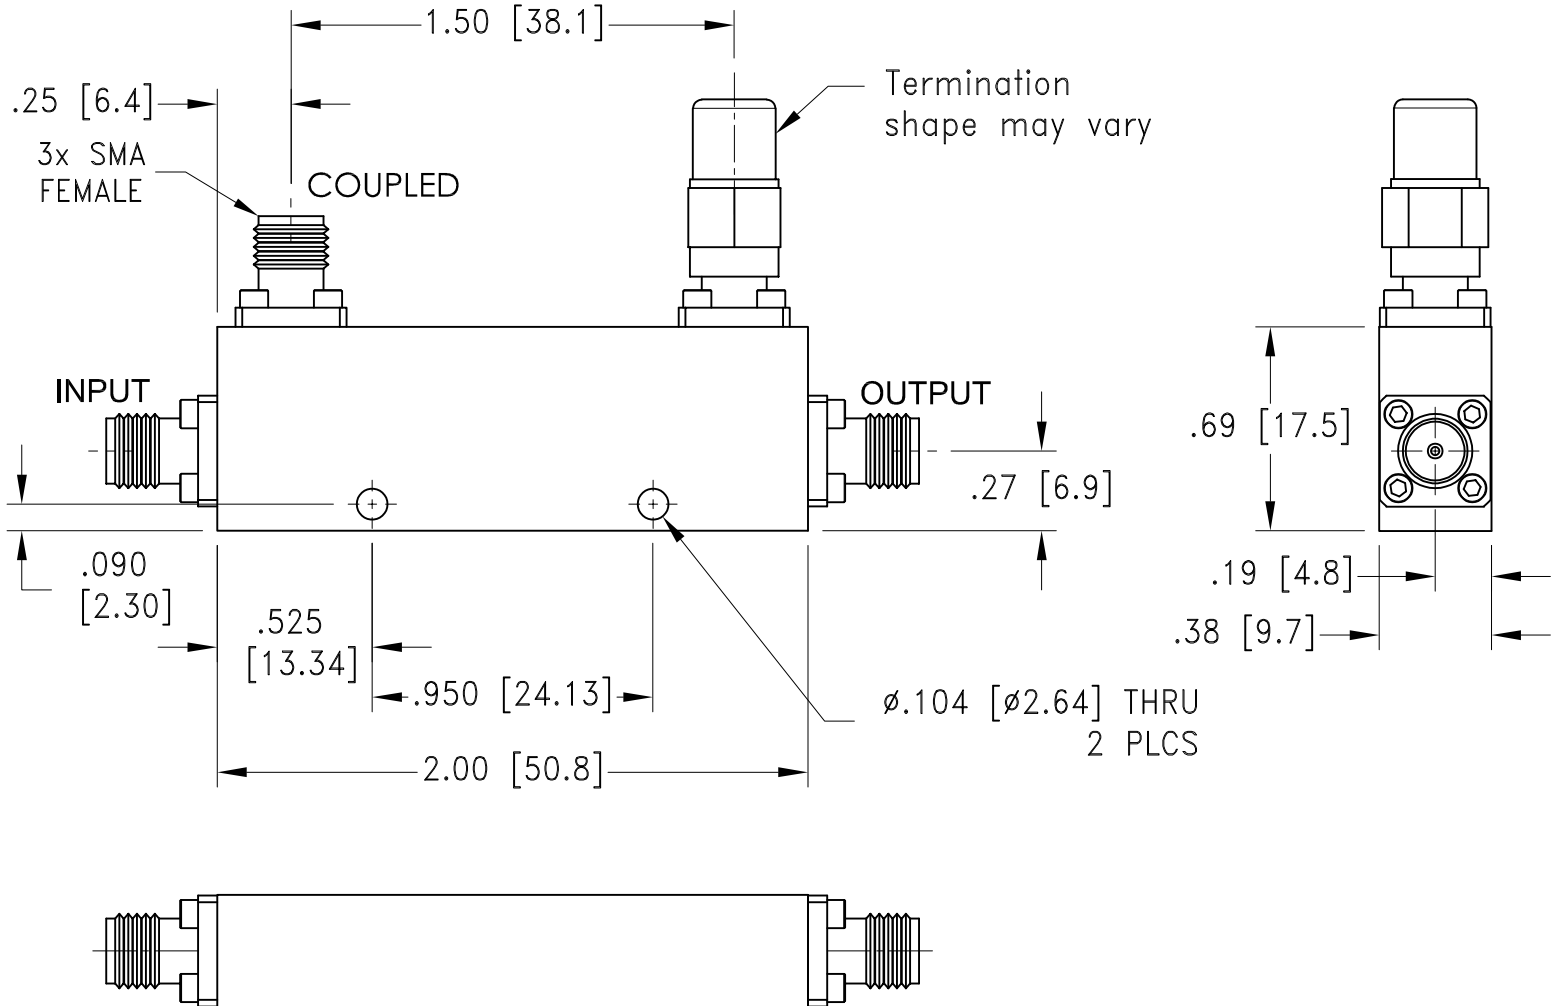 1.50 [38.1]
.25 [6.4]
Termination
shape may vary
3x SMA
FEMALE
COUPLED
INPUT
OUTPUT
.69 [17.5]
.27 [6.9]
.090
[2.30]
.19 [4.8]
.525
[13.34]
.38 [9.7]
.950 [24.13]
ø.104 [ø2.64] THRU
2 PLCS
2.00 [50.8]